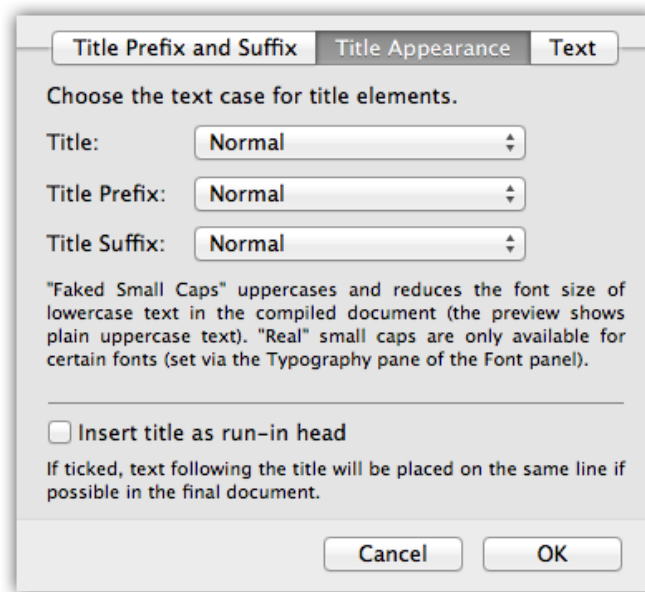 Title Prefix and Suffix Title Appearance Text
Choose the text case for title elements.
Title: Normal
Title Prefix: Normal
Title Suffix: Normal
"Faked Small Caps" uppercases and reduces the font size of
lowercase text in the compiled document (the preview shows
plain uppercase text). "Real" small caps are only available for
certain fonts (set via the Typography pane of the Font panel).
Insert title as run-in head
If ticked, text following the title will be placed on the same line if
possible in the final document.
Cancel OK